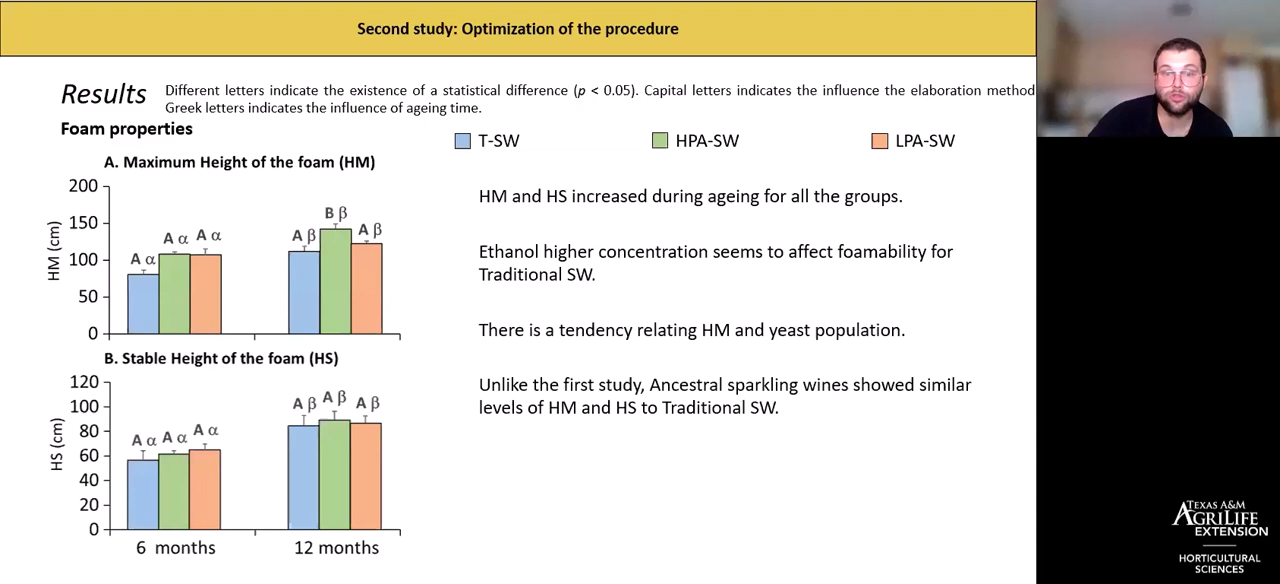 Second study: Optimization of the procedure
Results
Different letters indicate the existence of a statistical difference (p < 0.05). Capital letters indicates the influence the elaboration method
Greek letters indicates the influence of ageing time.
Foam properties
T-SW
HPA-SW
LPA-SW
A. Maximum Height of the foam (HM)
HM (cm)
200
150
100
50
0
A α
A α
A α
A β
B β
A β
B. Stable Height of the foam (HS)
HS (cm)
120
100
80
60
40
20
0
A α
A α
A α
A β
A β
A β
6 months
12 months
HM and HS increased during ageing for all the groups.
Ethanol higher concentration seems to affect foamability for
Traditional SW.
There is a tendency relating HM and yeast population.
Unlike the first study, Ancestral sparkling wines showed similar
levels of HM and HS to Traditional SW.
TEXAS A&M
AGRILIFE
EXTENSION
HORTICULTURAL
SCIENCES